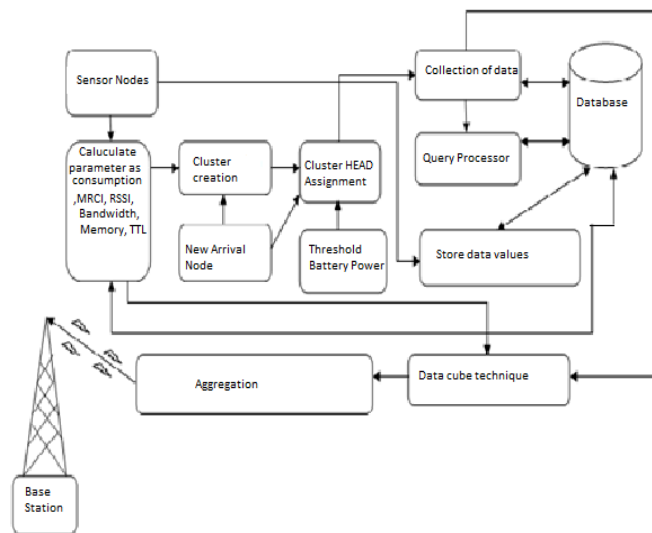 Sensor Nodes
Collection of data
Database
Caluculate
parameter as
consumption
,MRCI, RSSI,
Bandwidth,
Memory, TTL
Cluster
creation
Cluster HEAD
Assignment
Query Processor
New Arrival
Node
Threshold
Battery Power
Store data values
Aggregation
Data cube technique
Base
Station